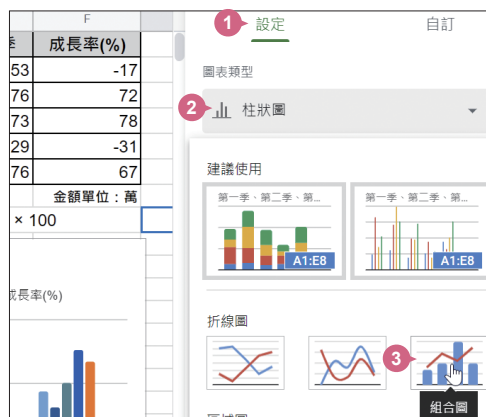 F
1 設定
自訂
成長率(%)
圖表類型
53 -17
76 72
2 柱狀圖
73 78
29 -31
76 67
建議使用
金額單位：萬
第一季、第二季、第...
第一季、第二季、第...
× 100
A1:E8
A1:E8
成長率(%)
折線圖
3
組合圖
區域圖